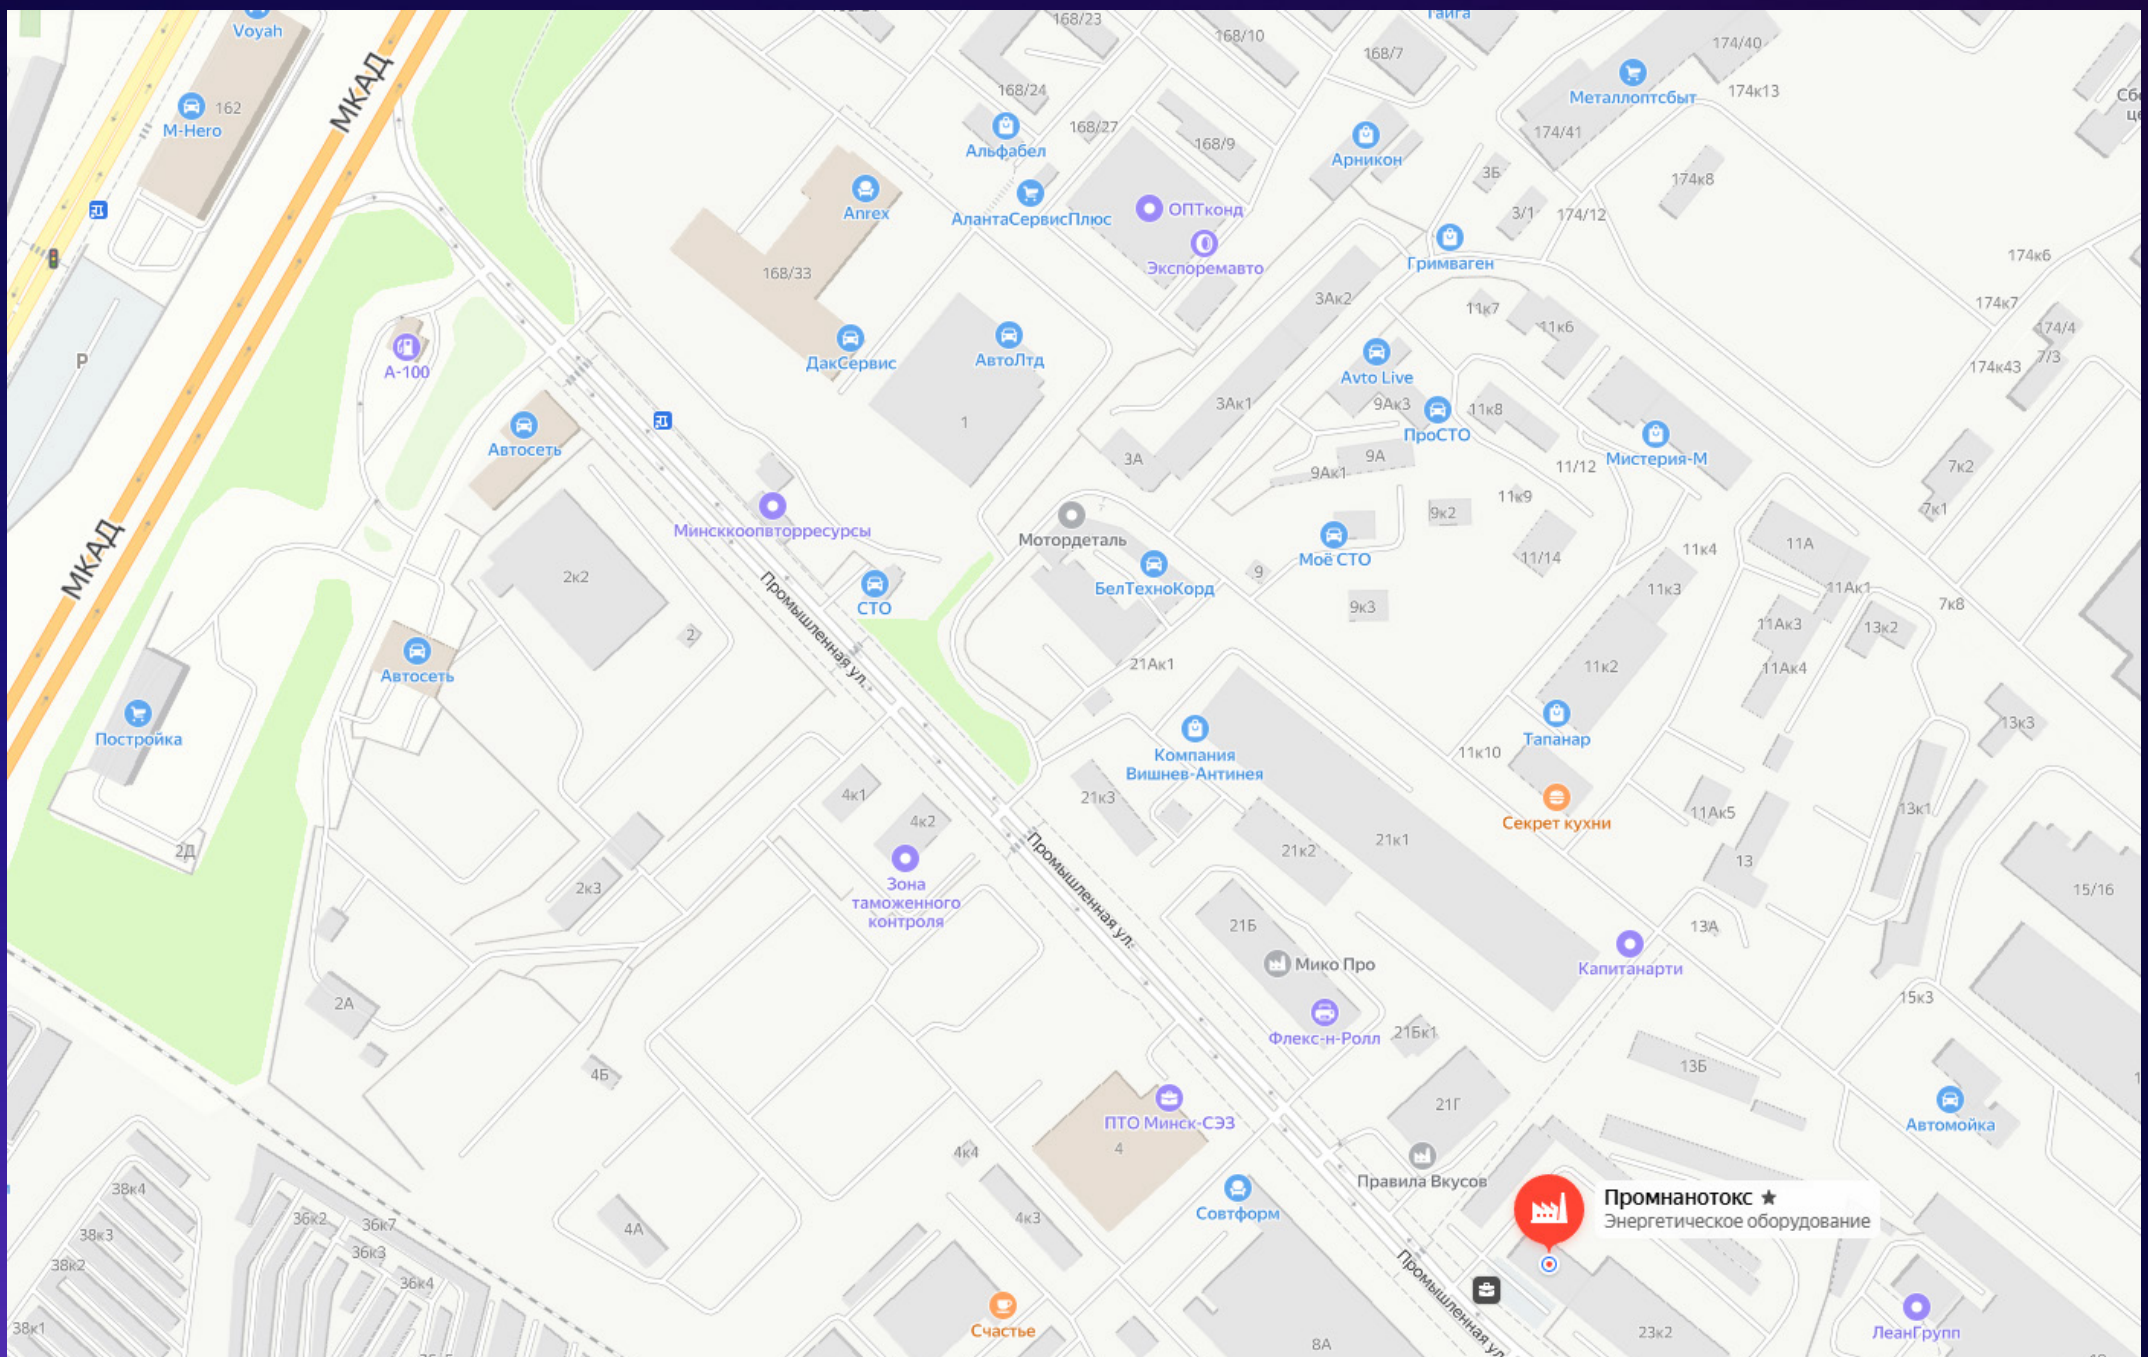 Voyah
168/23
Тайга
168/10
174/40
168/7
МКАД
Металлоптсбыт
174к13
162
M-Hero
168/24
168/27
174/41
Альфабел
168/9
Арникон
3Б
174к8
Anrex
АлантаСервисПлюс
ОПТконд
3/1
174/12
Экспоремавто
Гримваген
174к6
168/33
3Ак2
11к7
174к7
11к6
174/4
Р
А-100
ДакСервис
АвтоЛтд
Avto Live
7/3
174к43
3Ак1
9Ак3
11к8
1
ПроСТО
Автосеть
3А
9А
9Ак1
11/12
Мистерия-М
7к2
11к9
Минсккоопвторресурсы
9к2
7к1
Мотордеталь
МКАД
11А
11к4
Моё СТО
11/14
2к2
БелТехноКорд
9
11к3
11Ак1
7к8
СТО
9к3
Промышленная ул.
11Ак3
13к2
2
21Ак1
11к2
11Ак4
Автосеть
13к3
Постройка
Тапанар
Компания
Вишнев-Антинея
11к10
4к1
21к3
11Ак5
13к1
4к2
Секрет кухни
2Д
21к2
21к1
13
2к3
Зона
таможенного
контроля
Промышленная ул.
15/16
21Б
13А
Мико Про
Капитанарти
2А
15к3
Флекс-н-Ролл
21Бк1
4Б
13Б
21Г
ПТО Минск-СЭЗ
Автомойка
4
4к4
38к4
Правила Вкусов
Промнанотокс
Энергетическое оборудование
Совтформ
36к2
36к7
4А
4к3
38к3
36к3
38к2
36к4
Промышленная ул
38к1
Счастье
8А
23к2
ЛеанГрупп